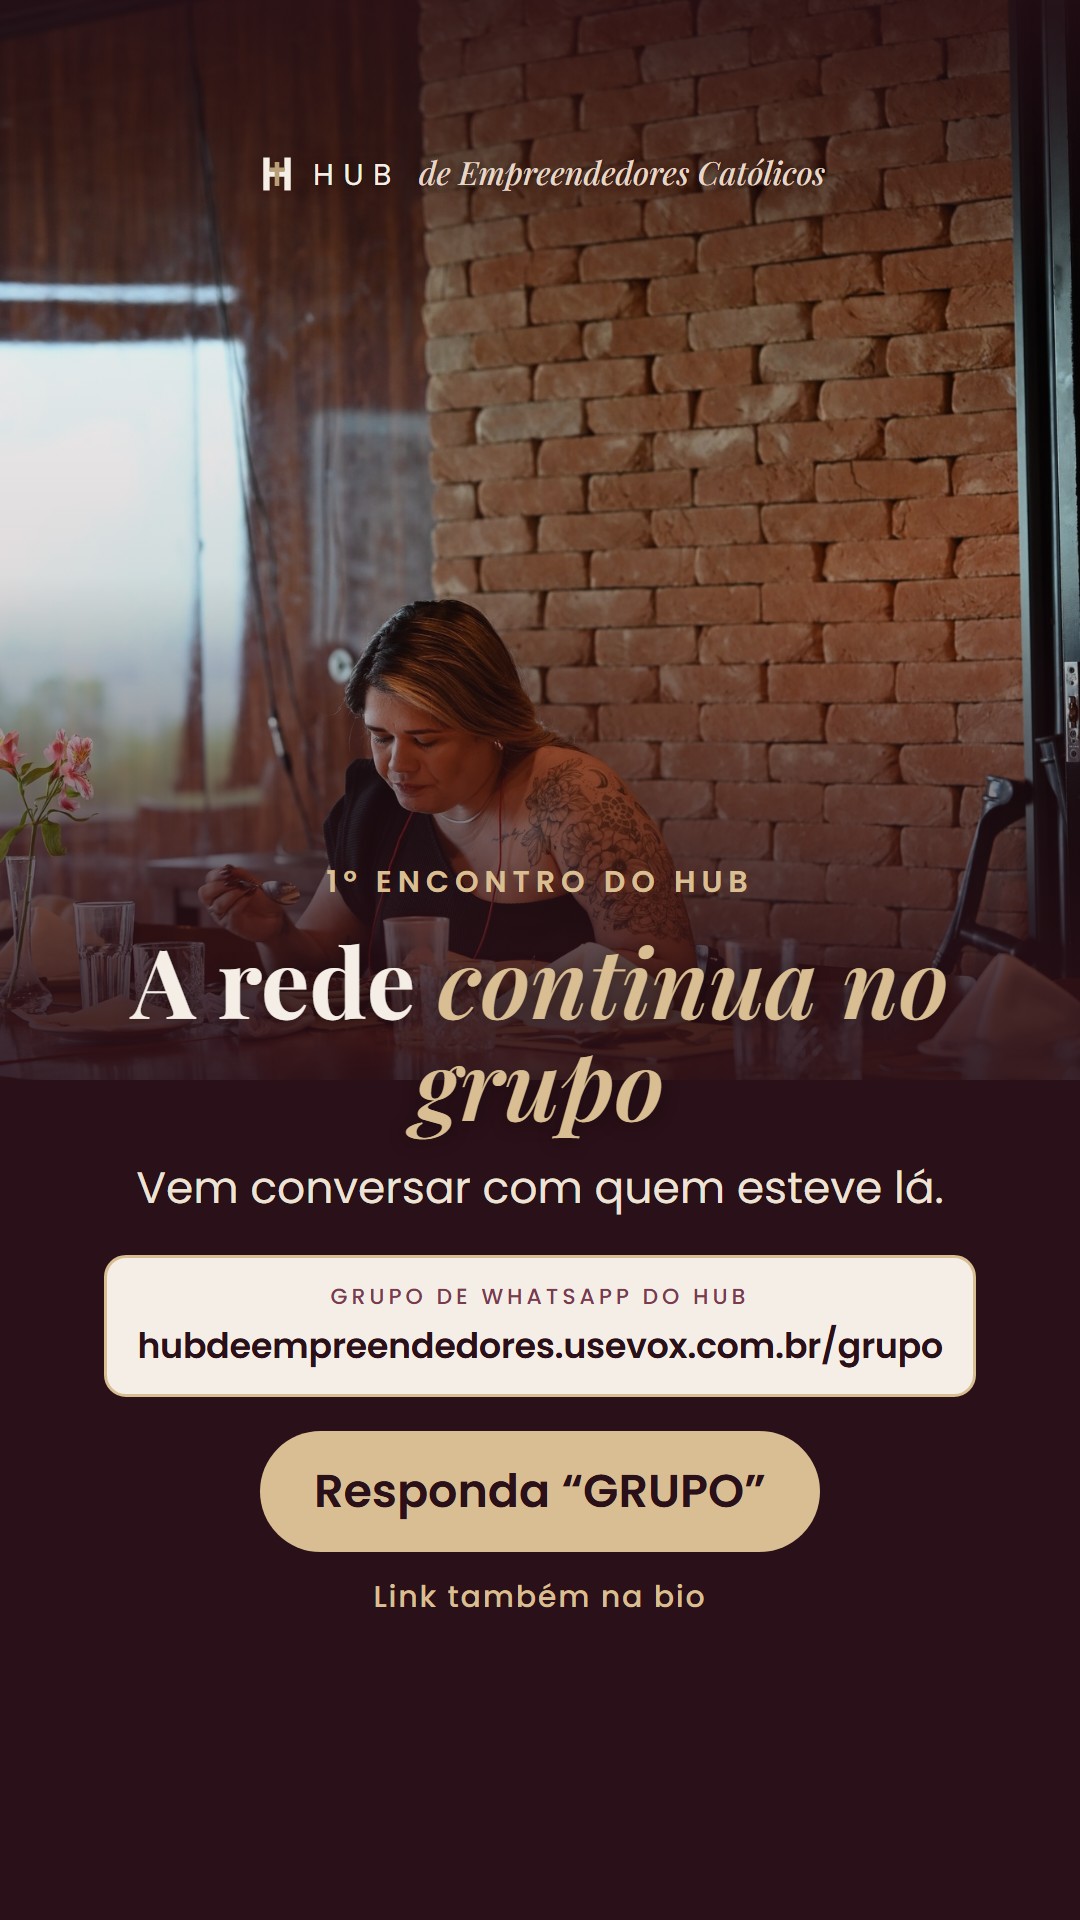 HUB de Empreendedores Católicos
1º ENCONTRO DO HUB
A rede continua no
grupo
Vem conversar com quem esteve lá.
GRUPO DE WHATSAPP DO HUB
hubdeempreendedores.usevox.com.br/grupo
Responda “GRUPO”
Link também na bio